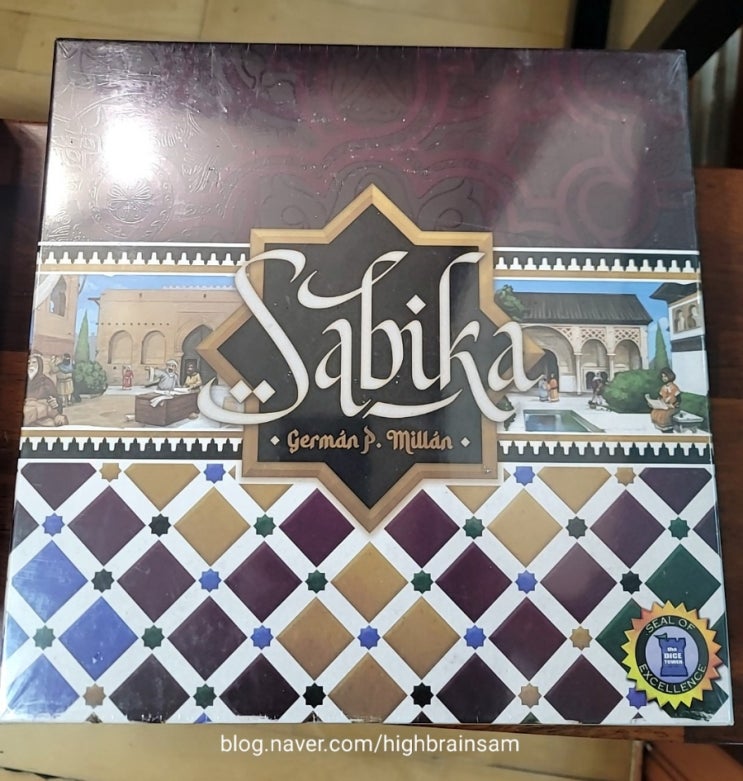 Sabika
Germán P. Millán
SEAL OF
the
DICE
TOWER
EXCELLENCE
blog.naver.com/highbrainsam